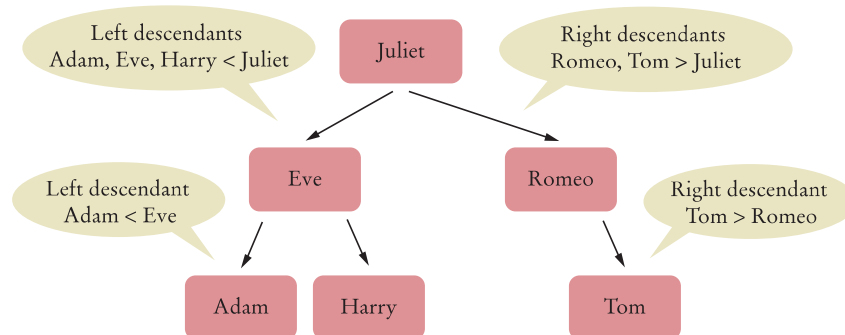 Left descendants
Adam, Eve, Harry < Juliet
Juliet
Right descendants
Romeo, Tom > Juliet
Left descendant
Adam < Eve
Eve
Romeo
Right descendant
Tom > Romeo
Adam
Harry
Tom